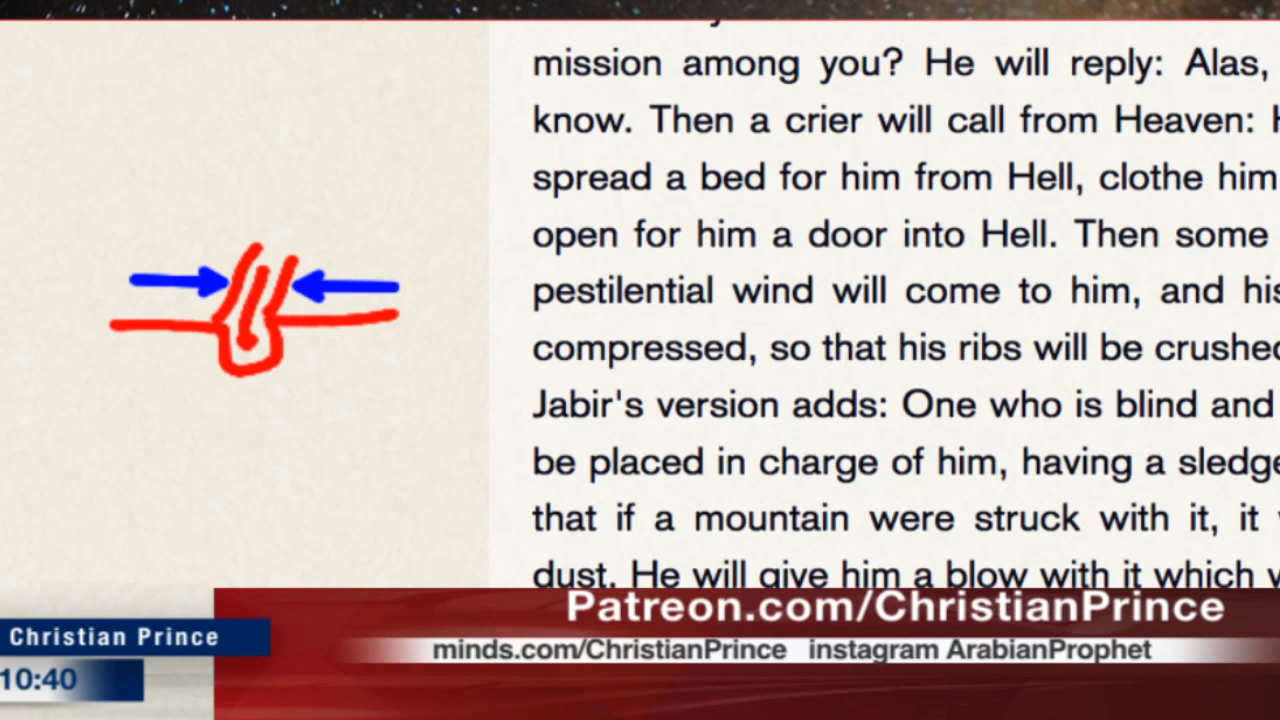 mission among you? He will reply: Alas,
know. Then a crier will call from Heaven:
spread a bed for him from Hell, clothe him
open for him a door into Hell. Then some
pestilential wind will come to him, and his
compressed, so that his ribs will be crushed
Jabir's version adds: One who is blind and
be placed in charge of him, having a sledge
that if a mountain were struck with it, it
dust. He will give him a blow with it which
Patreon.com/ChristianPrince
Christian Prince
minds.com/ChristianPrince instagram ArabianProphet
10:40